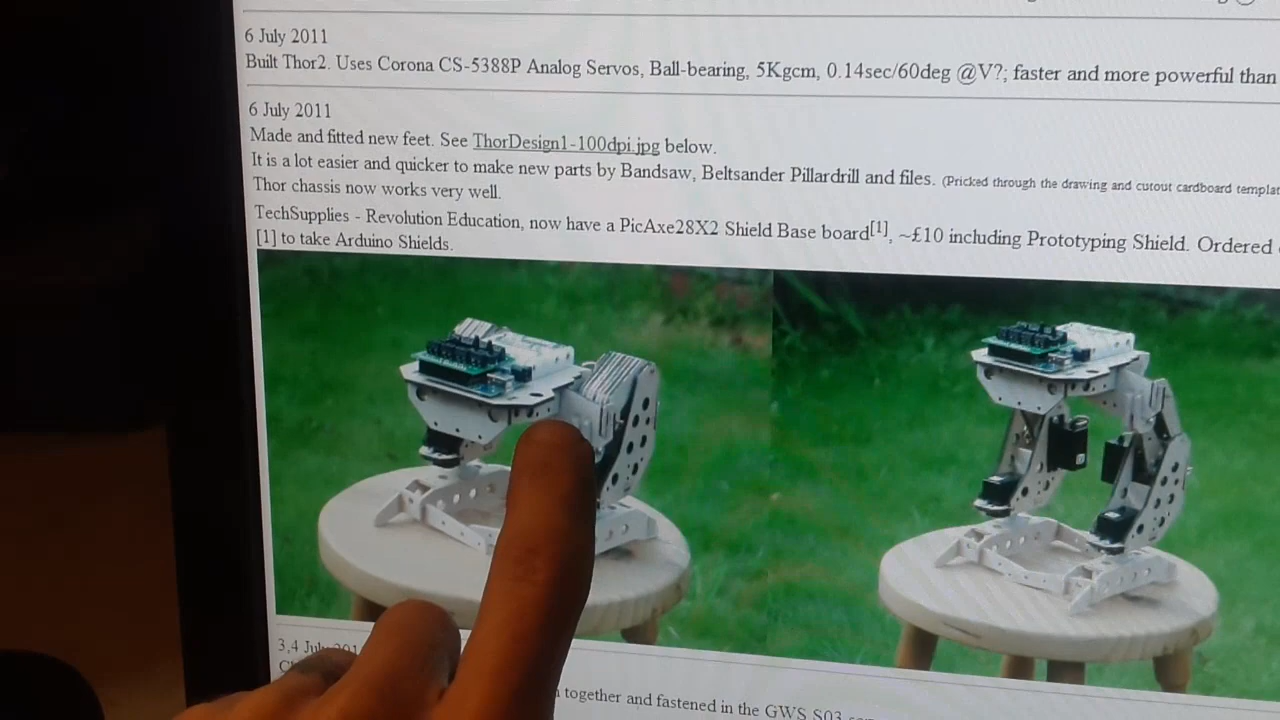 6 July 2011
Built Thor2. Uses Corona CS-5388P Analog Servos, Ball-bearing, 5Kgcm, 0.14sec/60deg @V?; faster and more powerful than
6 July 2011
Made and fitted new feet. See ThorDesign1-100dpi.jpg below.
It is a lot easier and quicker to make new parts by Bandsaw, Beltsander Pillardrill and files. (Pricked through the drawing and cutout cardboard
Thor chassis now works very well.
TechSupplies - Revolution Education, now have a PicAxe28X2 Shield Base board[1], ~£10 including Prototyping Shield. Ordered
[1] to take Arduino Shields.
3,4 July
together and fastened in the GWS S03